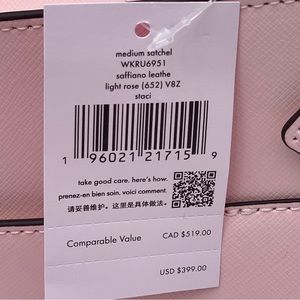 medium satchel
WKRU6951
saffiano leathe
light rose (652) V8Z
staci
1 96021 21715 9
take good care. here's how.
prenez-en bien soin. voici comment.
请妥善维护。这里是具体做法。
Comparable Value CAD $519.00
USD $399.00